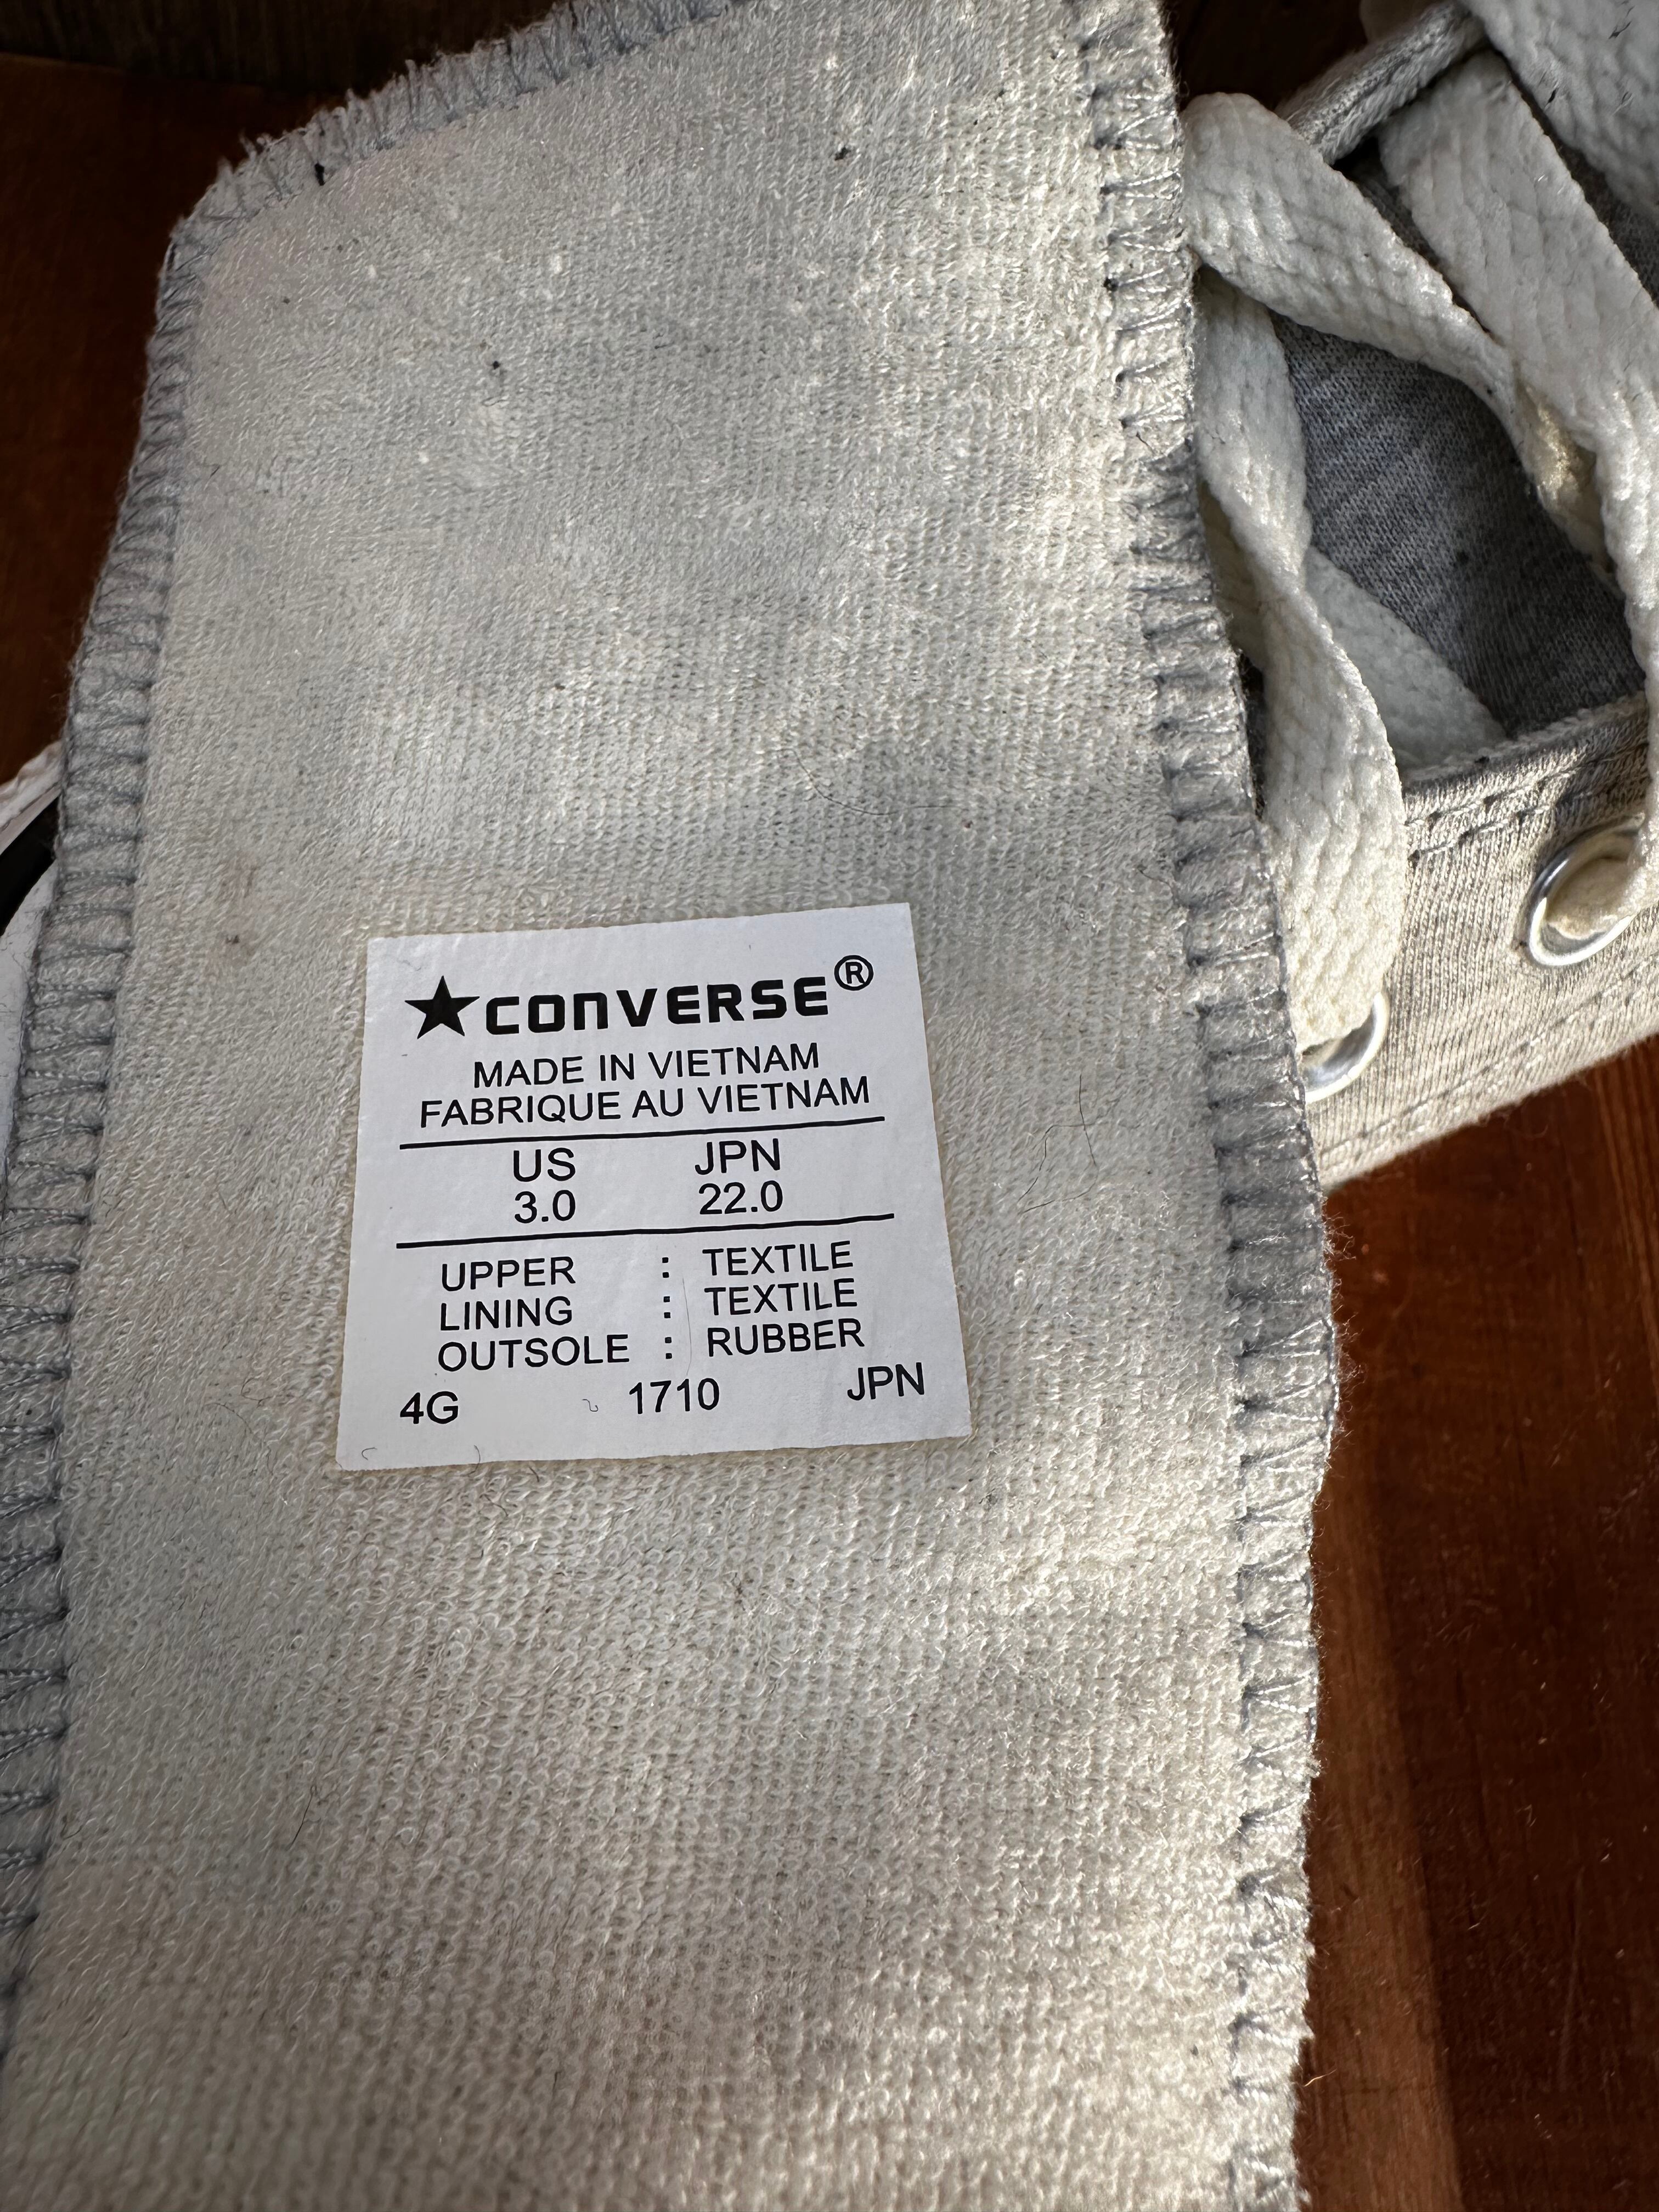 ★CONVERSE®
MADE IN VIETNAM
FABRIQUE AU VIETNAM
US JPN
3.0 22.0
UPPER : TEXTILE
LINING : TEXTILE
OUTSOLE : RUBBER
4G 1710 JPN